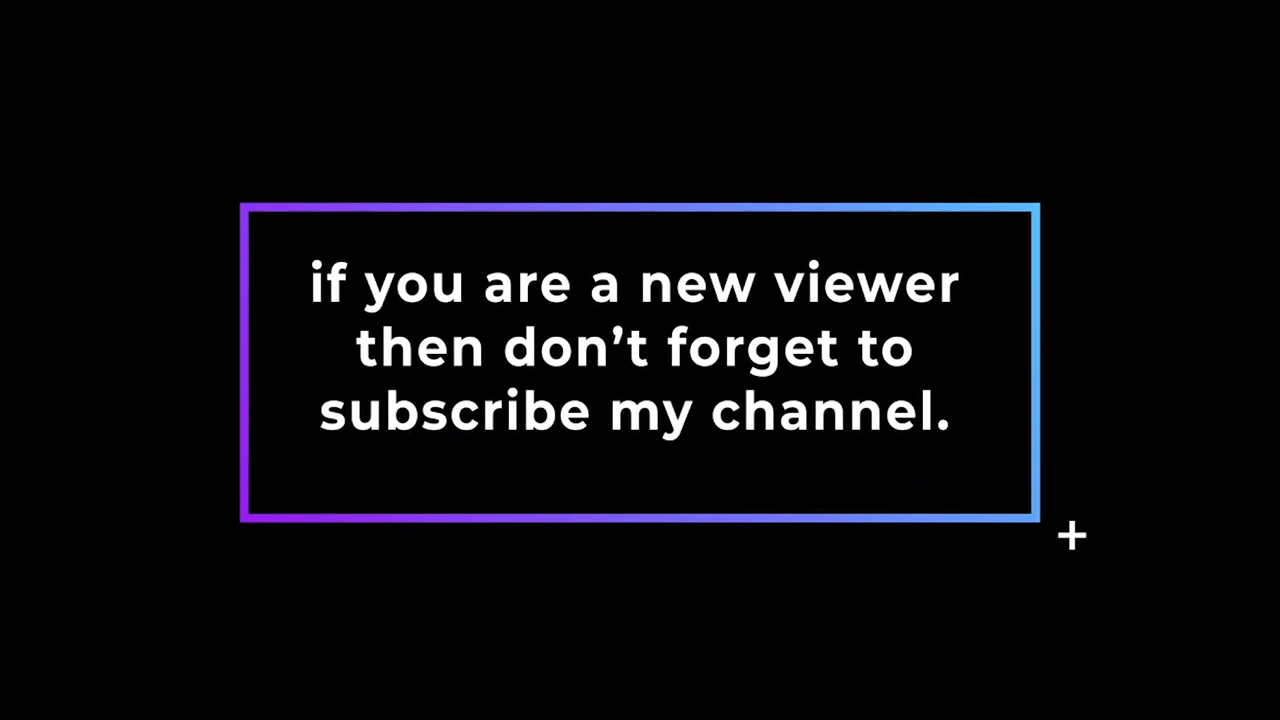 if you are a new viewer
then don’t forget to
subscribe my channel.